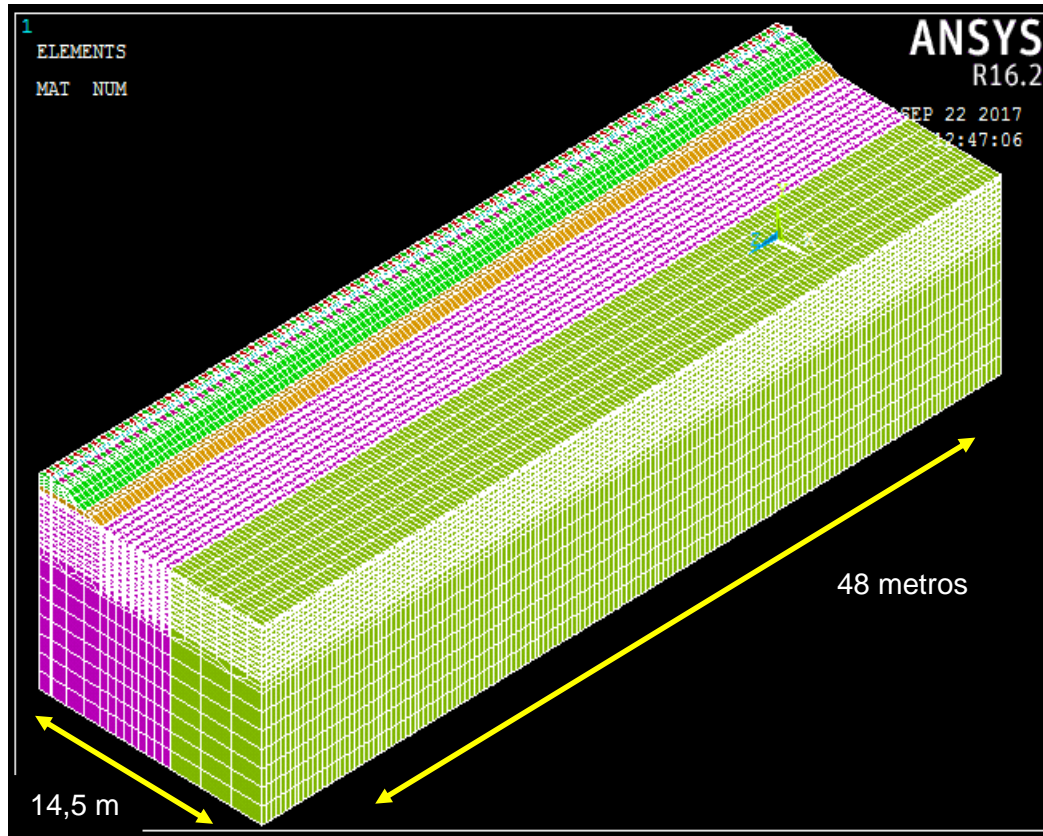 1
ELEMENTS
MAT NUM
ANSYS
R16.2
SEP 22 2017
12:47:06
48 metros
14,5 m